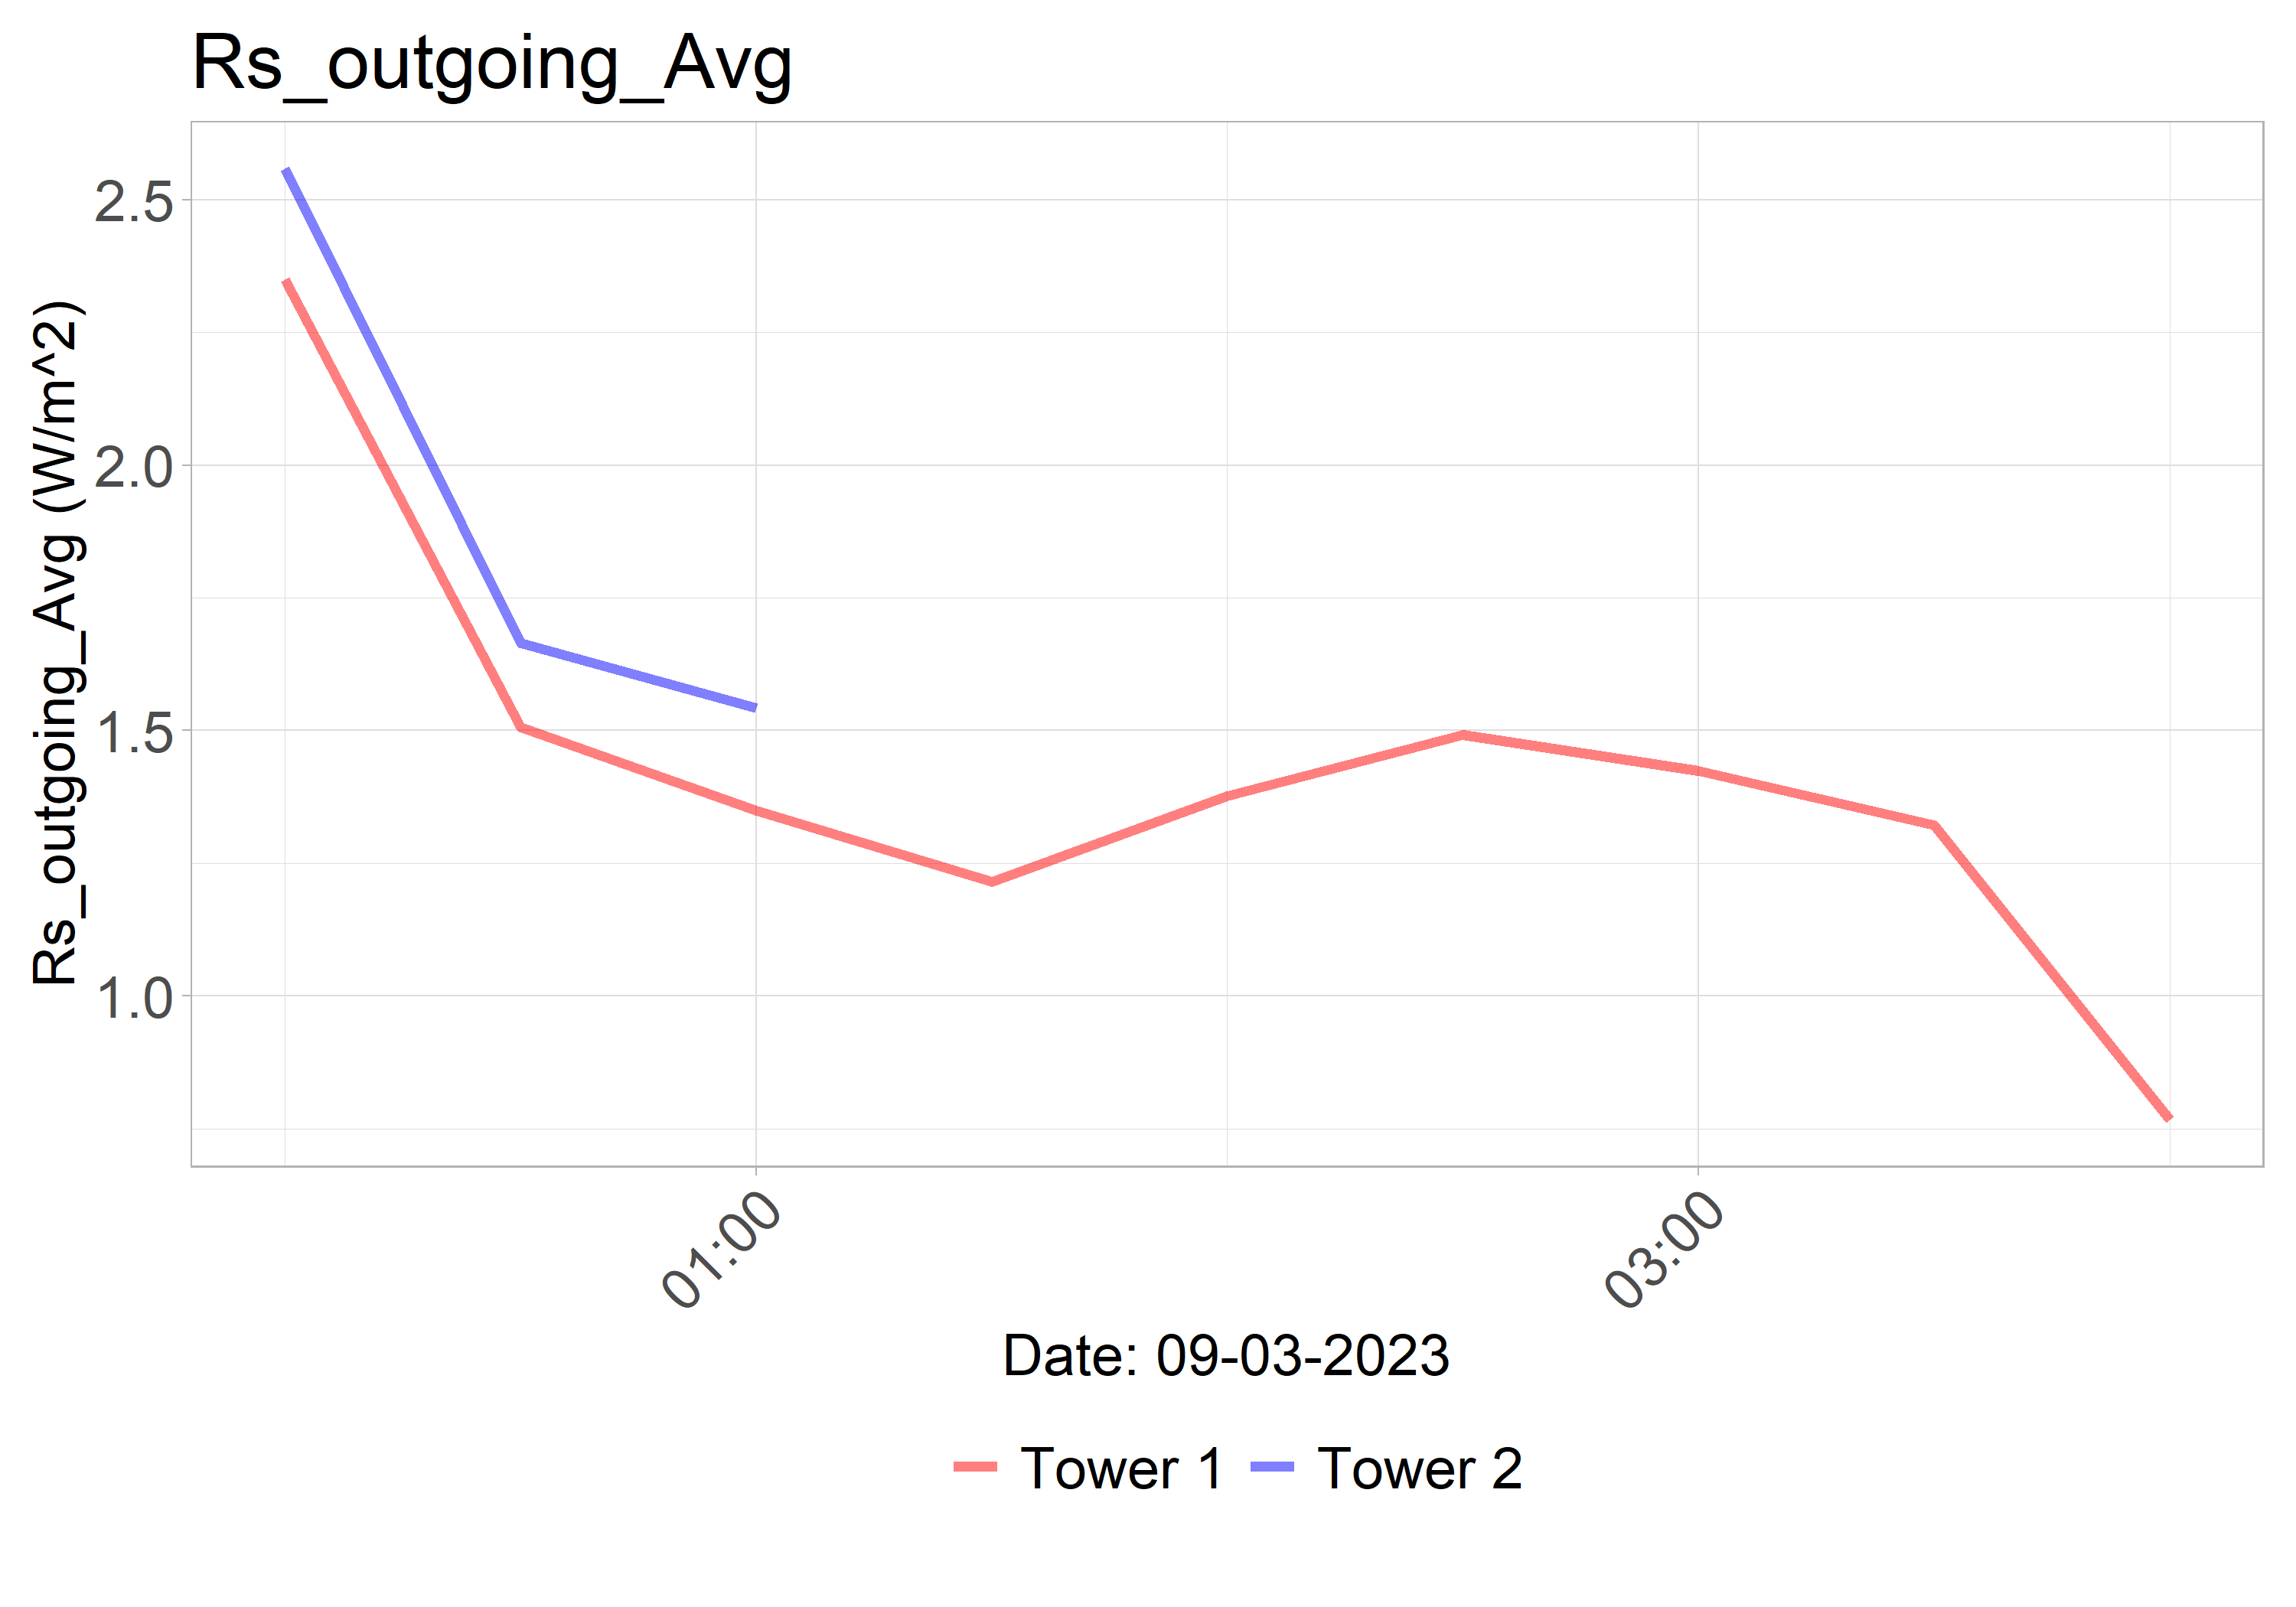 Rs_outgoing_Avg
Rs_outgoing_Avg (W/m^2)
2.5
2.0
1.5
1.0
01:00
03:00
Date: 09-03-2023
Tower 1
Tower 2